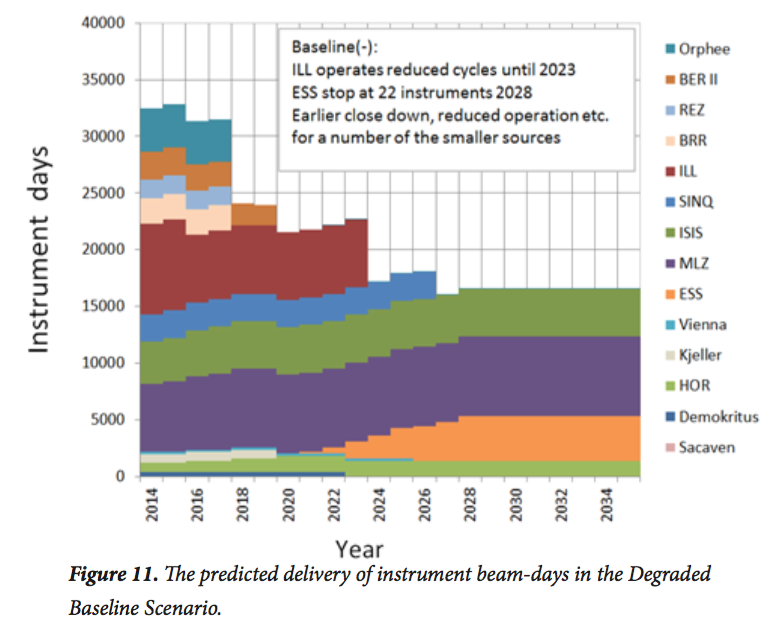 40000
35000
30000
25000
20000
15000
10000
5000
0
Instrument days
Baseline(-):
ILL operates reduced cycles until 2023
ESS stop at 22 instruments 2028
Earlier close down, reduced operation etc.
for a number of the smaller sources
Orphee
BER II
REZ
BRR
ILL
SINQ
ISIS
MLZ
ESS
Vienna
Kjeller
HOR
Demokritus
Sacaven
2014
2016
2018
2020
2022
2024
2026
2028
2030
2032
2034
Year
Figure 11. The predicted delivery of instrument beam-days in the Degraded
Baseline Scenario.